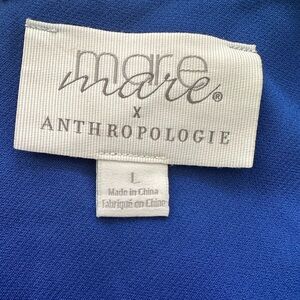 mare
mare®
X
ANTHROPOLOGIE
L
Made in China
Fabriqué en Chine